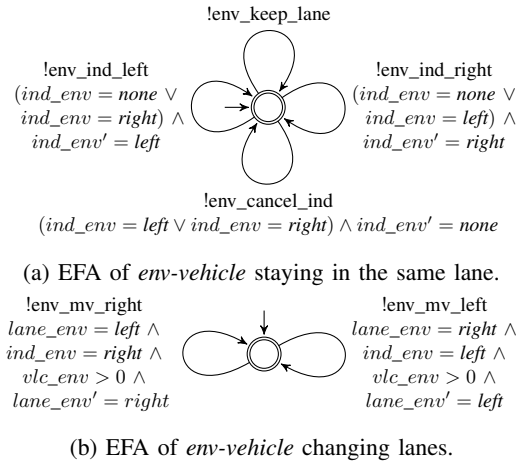 !env_keep_lane
!env_ind_left
(ind_env = none ∨
ind_env = right) ∧
ind_env′ = left
!env_ind_right
(ind_env = none ∨
ind_env = left) ∧
ind_env′ = right
!env_cancel_ind
(ind_env = left ∨ ind_env = right) ∧ ind_env′ = none
(a) EFA of env-vehicle staying in the same lane.
!env_mv_right
lane_env = left ∧
ind_env = right ∧
vlc_env > 0 ∧
lane_env′ = right
!env_mv_left
lane_env = right ∧
ind_env = left ∧
vlc_env > 0 ∧
lane_env′ = left
(b) EFA of env-vehicle changing lanes.